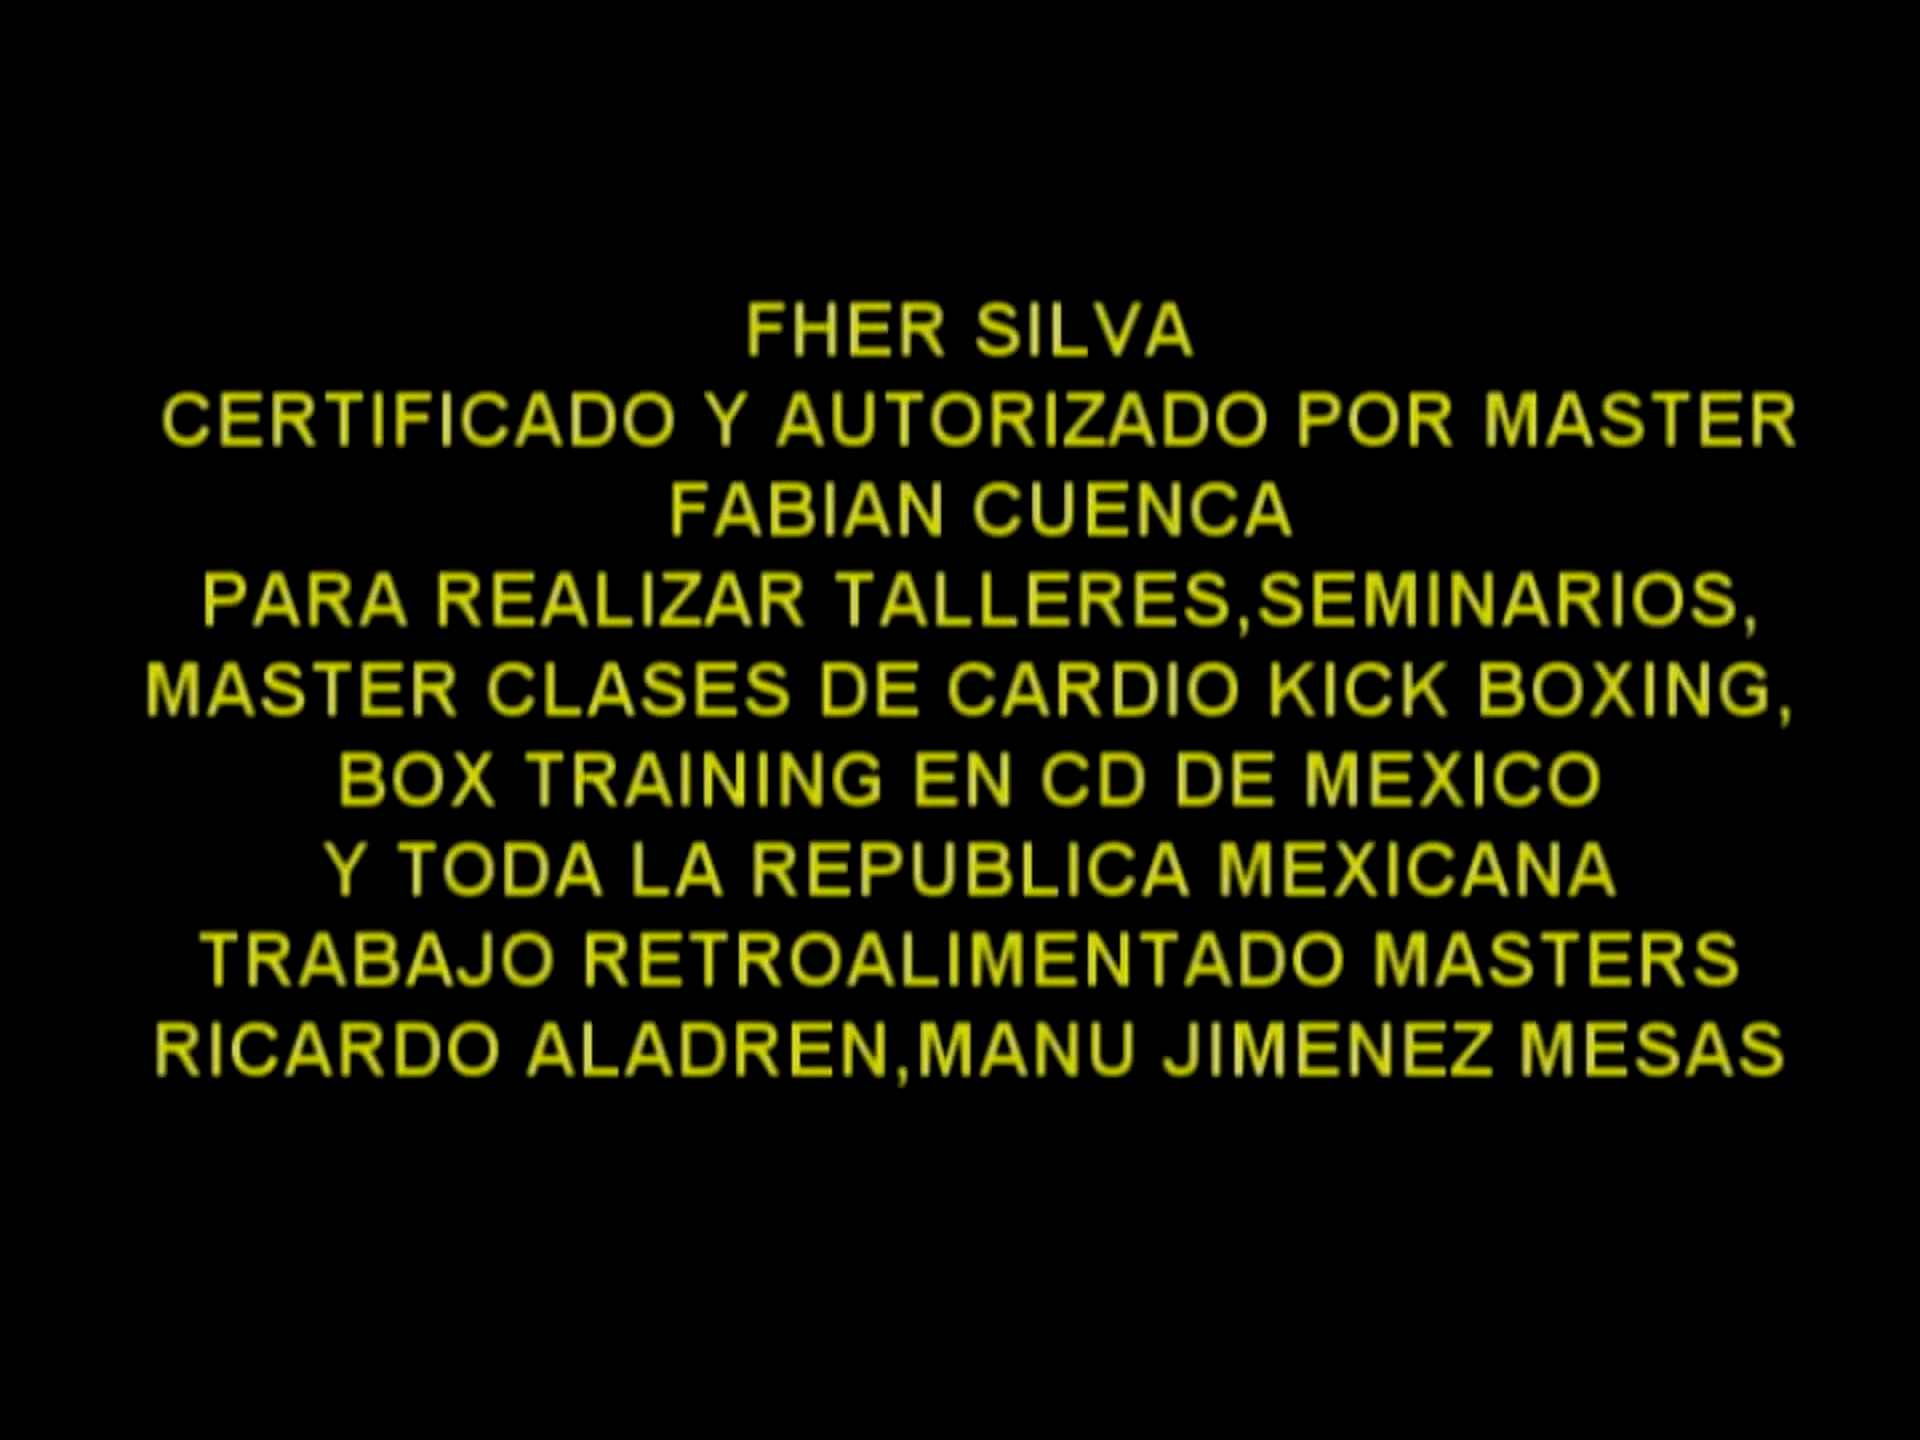 FHER SILVA
CERTIFICADO Y AUTORIZADO POR MASTER
FABIAN CUENCA
PARA REALIZAR TALLERES,SEMINARIOS,
MASTER CLASES DE CARDIO KICK BOXING,
BOX TRAINING EN CD DE MEXICO
Y TODA LA REPUBLICA MEXICANA
TRABAJO RETROALIMENTADO MASTERS
RICARDO ALADREN,MANU JIMENEZ MESAS